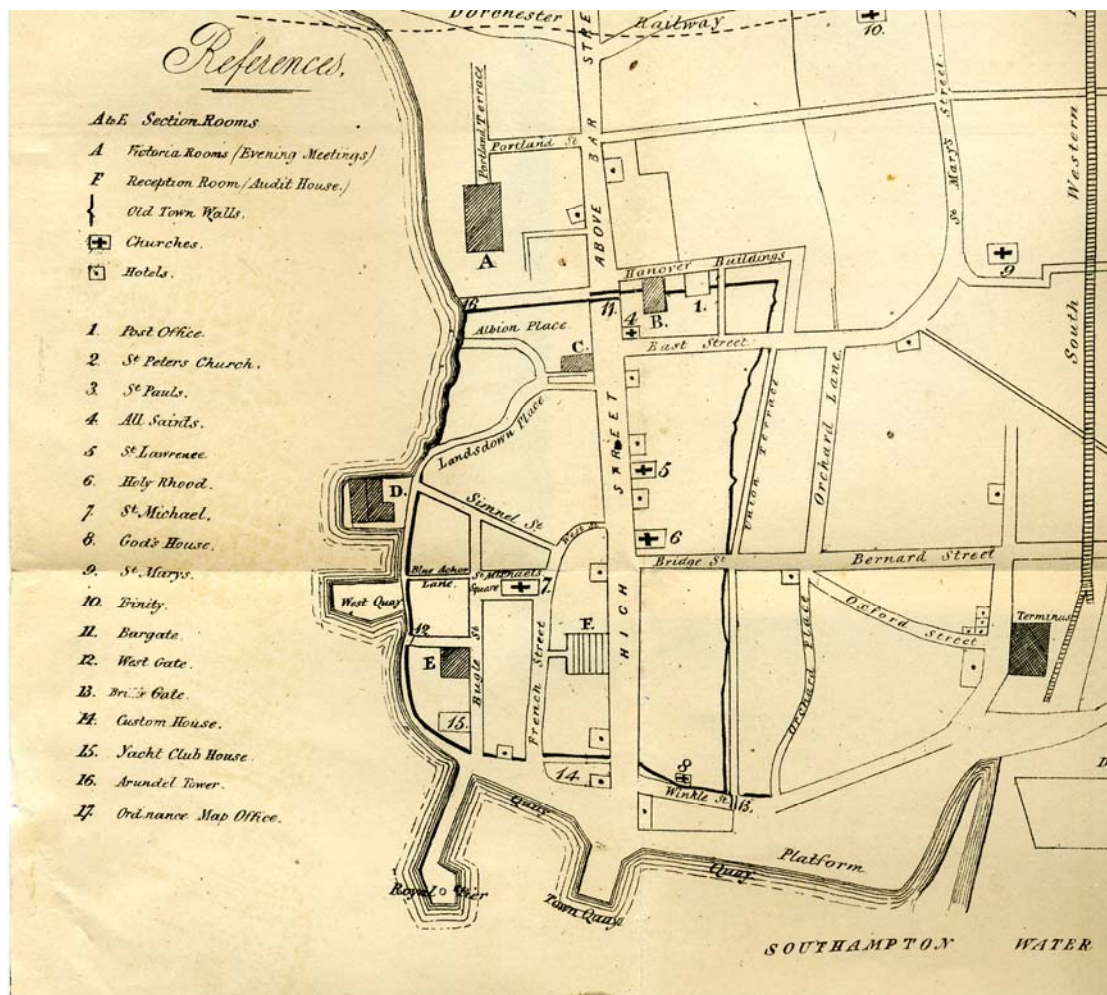 References.
A to E Section Rooms
A Victoria Rooms (Evening Meetings)
F Reception Room (Audit House.)
Old Town Walls.
Churches.
Hotels.
1 Post Office.
2 St Peters Church.
3 St Pauls.
4 All Saints.
5 St Lawrence
6. Holy Rhood.
7 St Michael.
8 God's House.
9 St Marys.
10. Trinity.
11. Bargate.
12. West Gate.
13. Gate.
14. Custom House.
15. Yacht Club House.
16. Arundel Tower.
17. Ordnance Map Office.
Dorchester Railway
10.
Portland Terrace
Portland St
A
ABOVE BAR STRE
St Marys Street
South Western
9
Hanover Buildings
16
11.
4
B.
1.
Albion Place
C.
East Street
Landsdown Place
STREET
5
Union Terrace
Orchard Lane
D.
Simnel St
West St
6
Bridge St
Bernard Street
Blue Achor Lane.
St Michaels Square
7.
West Quay
12
E
Bugle St
French Street
F.
HIGH
Orchard Place
Oxford Street
Terminus
15.
14.
8
Winkle St
13.
D
Quay
Royal Pier
Town Quay
Quay
Platform
SOUTHAMPTON WATER